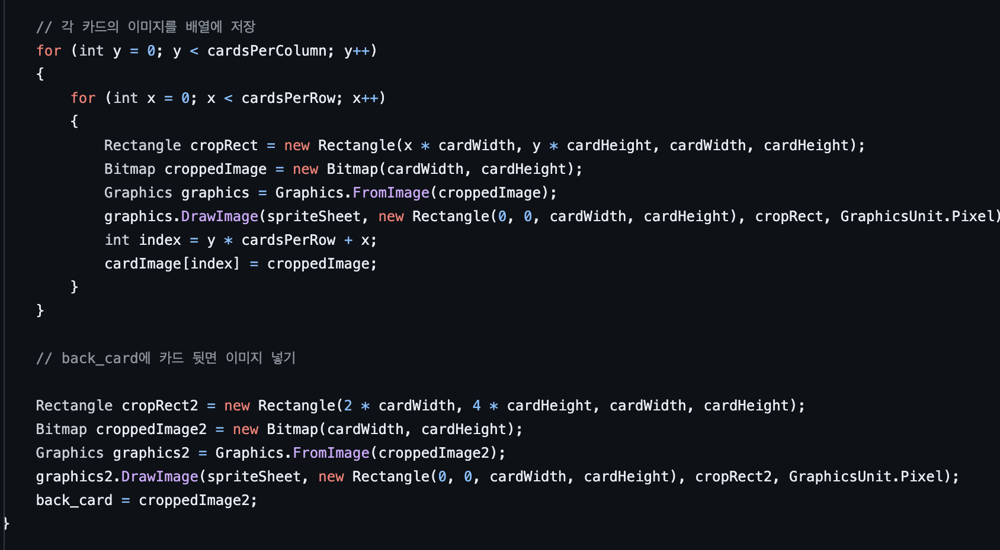 // 각 카드의 이미지를 배열에 저장
for (int y = 0; y < cardsPerColumn; y++)
{
for (int x = 0; x < cardsPerRow; x++)
{
Rectangle cropRect = new Rectangle(x * cardWidth, y * cardHeight, cardWidth, cardHeight);
Bitmap croppedImage = new Bitmap(cardWidth, cardHeight);
Graphics graphics = Graphics.FromImage(croppedImage);
graphics.DrawImage(spriteSheet, new Rectangle(0, 0, cardWidth, cardHeight), cropRect, GraphicsUnit.Pixel)
int index = y * cardsPerRow + x;
cardImage[index] = croppedImage;
}
}
// back_card에 카드 뒷면 이미지 넣기
Rectangle cropRect2 = new Rectangle(2 * cardWidth, 4 * cardHeight, cardWidth, cardHeight);
Bitmap croppedImage2 = new Bitmap(cardWidth, cardHeight);
Graphics graphics2 = Graphics.FromImage(croppedImage2);
graphics2.DrawImage(spriteSheet, new Rectangle(0, 0, cardWidth, cardHeight), cropRect2, GraphicsUnit.Pixel);
back_card = croppedImage2;
}